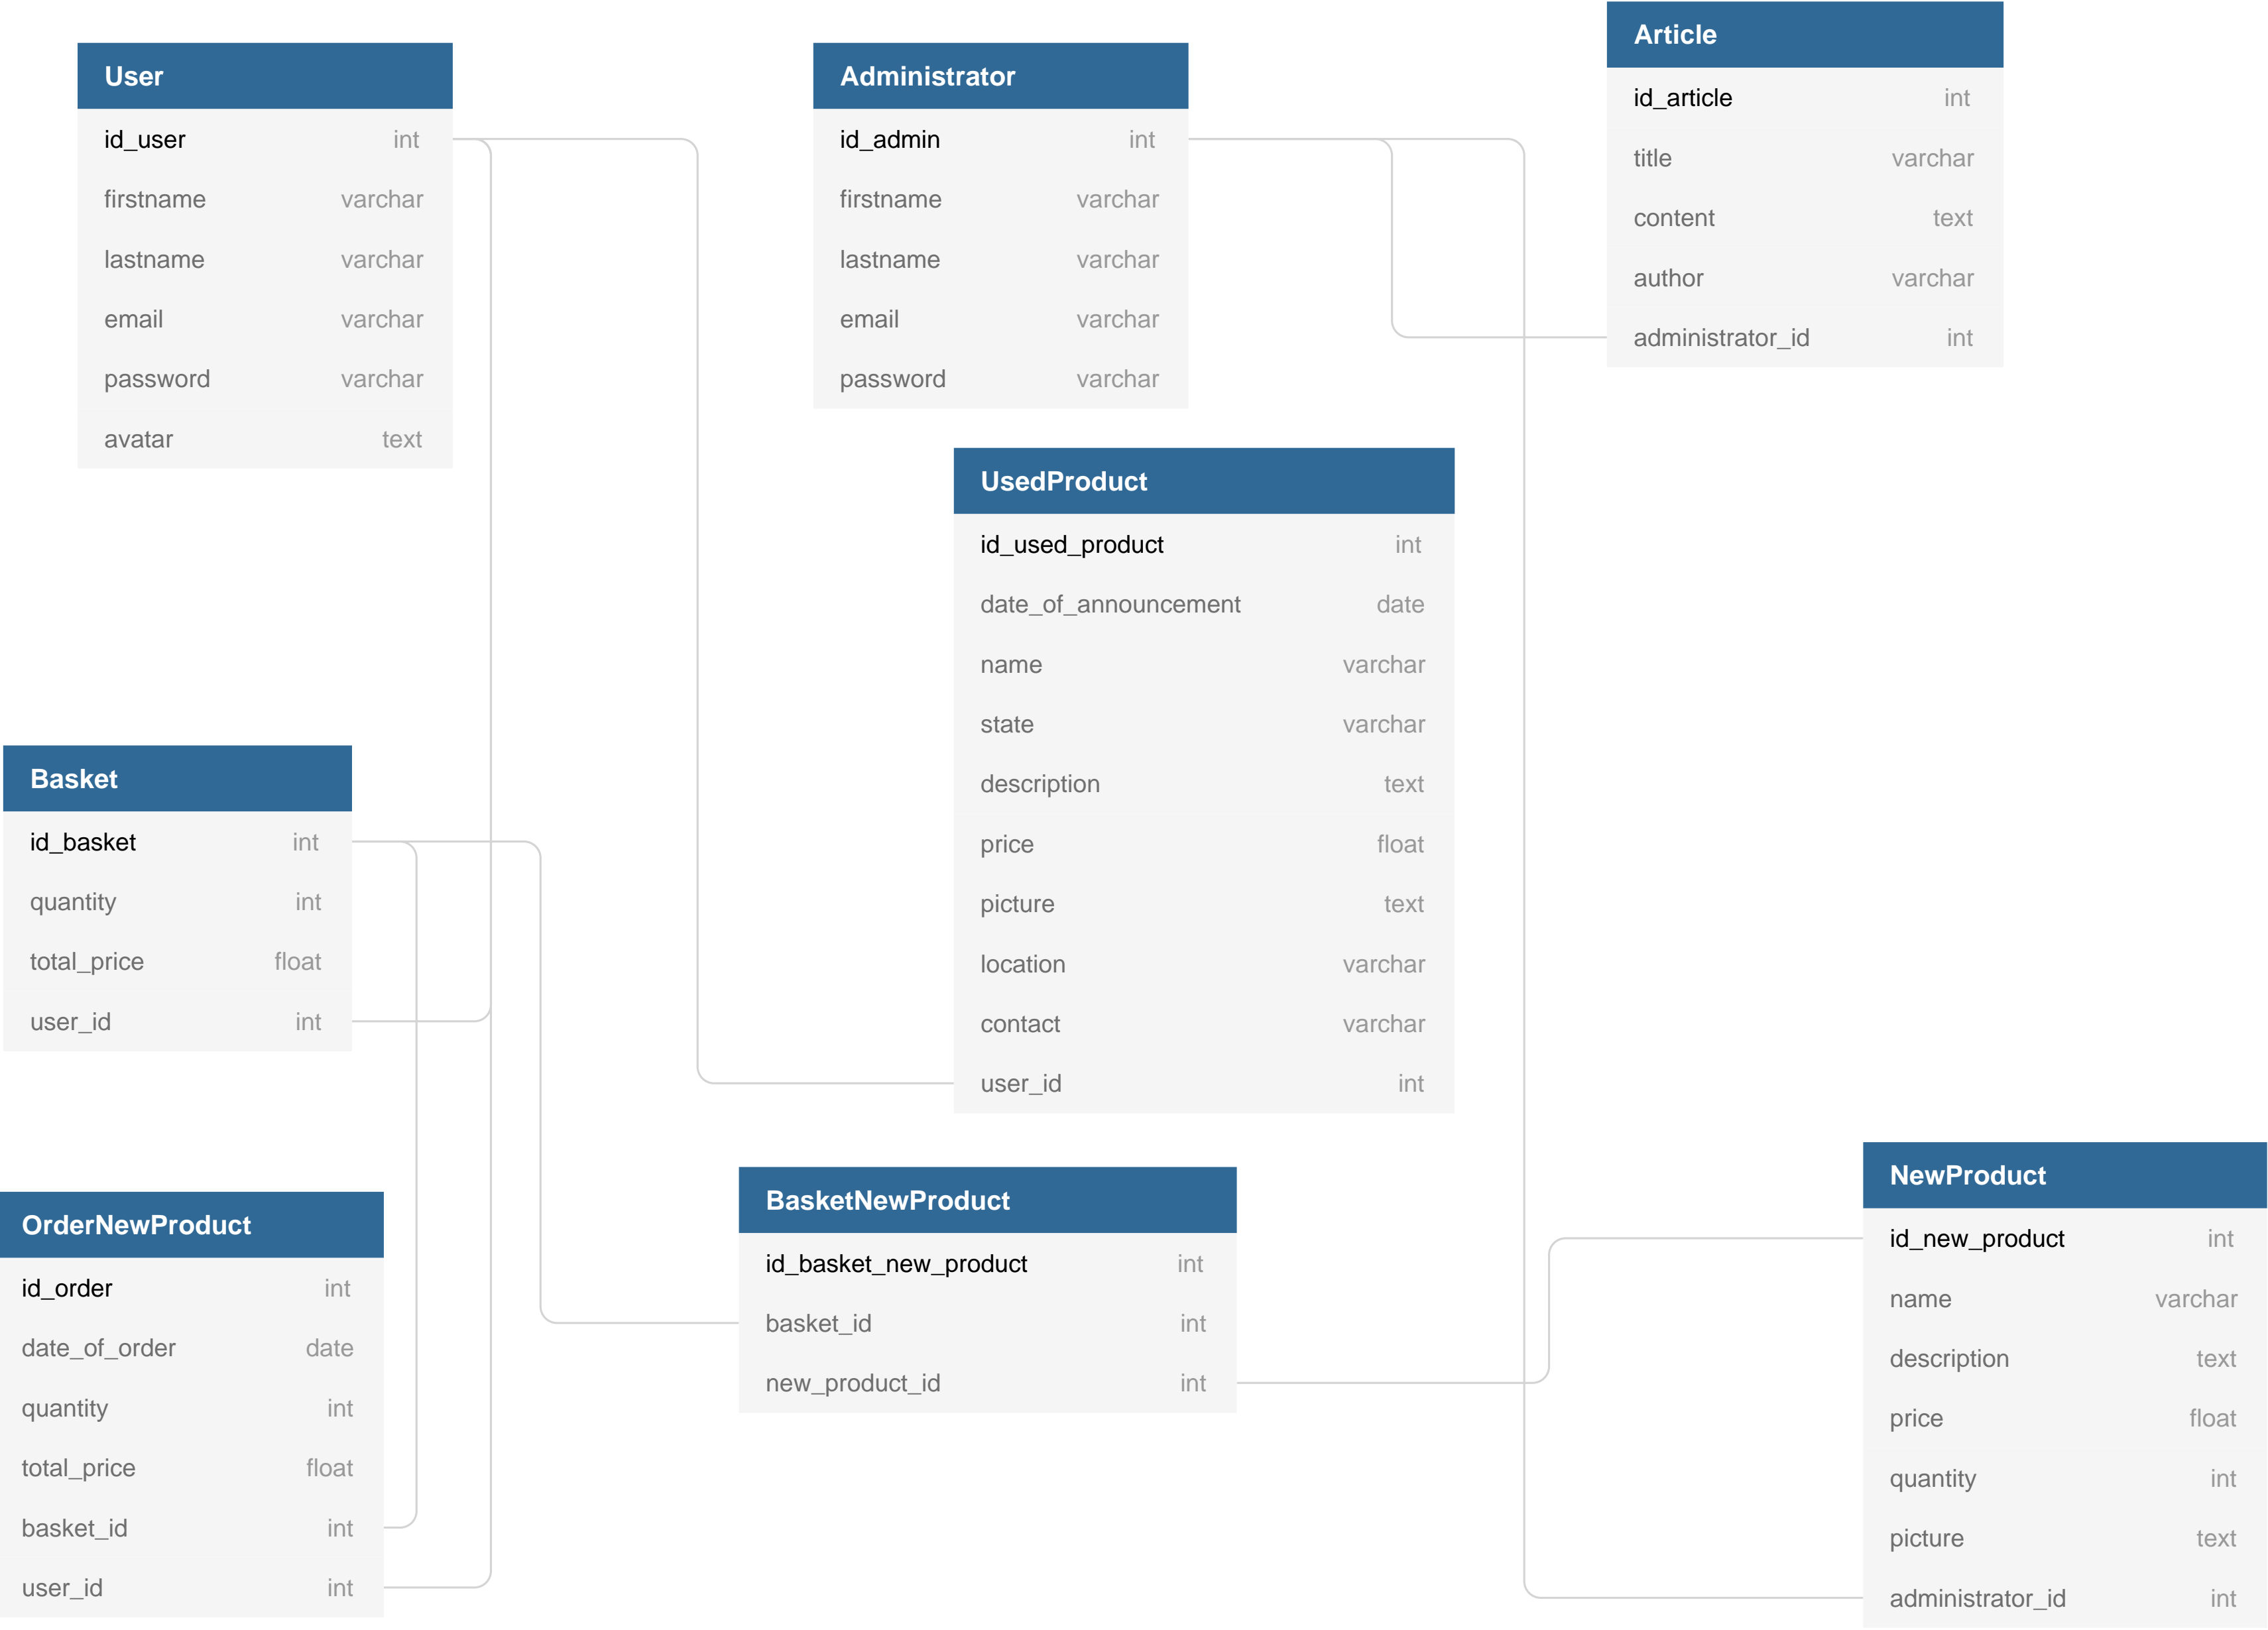 User
id_user int
firstname varchar
lastname varchar
email varchar
password varchar
avatar text
Administrator
id_admin int
firstname varchar
lastname varchar
email varchar
password varchar
Article
id_article int
title varchar
content text
author varchar
administrator_id int
UsedProduct
id_used_product int
date_of_announcement date
name varchar
state varchar
description text
price float
picture text
location varchar
contact varchar
user_id int
Basket
id_basket int
quantity int
total_price float
user_id int
OrderNewProduct
id_order int
date_of_order date
quantity int
total_price float
basket_id int
user_id int
BasketNewProduct
id_basket_new_product int
basket_id int
new_product_id int
NewProduct
id_new_product int
name varchar
description text
price float
quantity int
picture text
administrator_id int